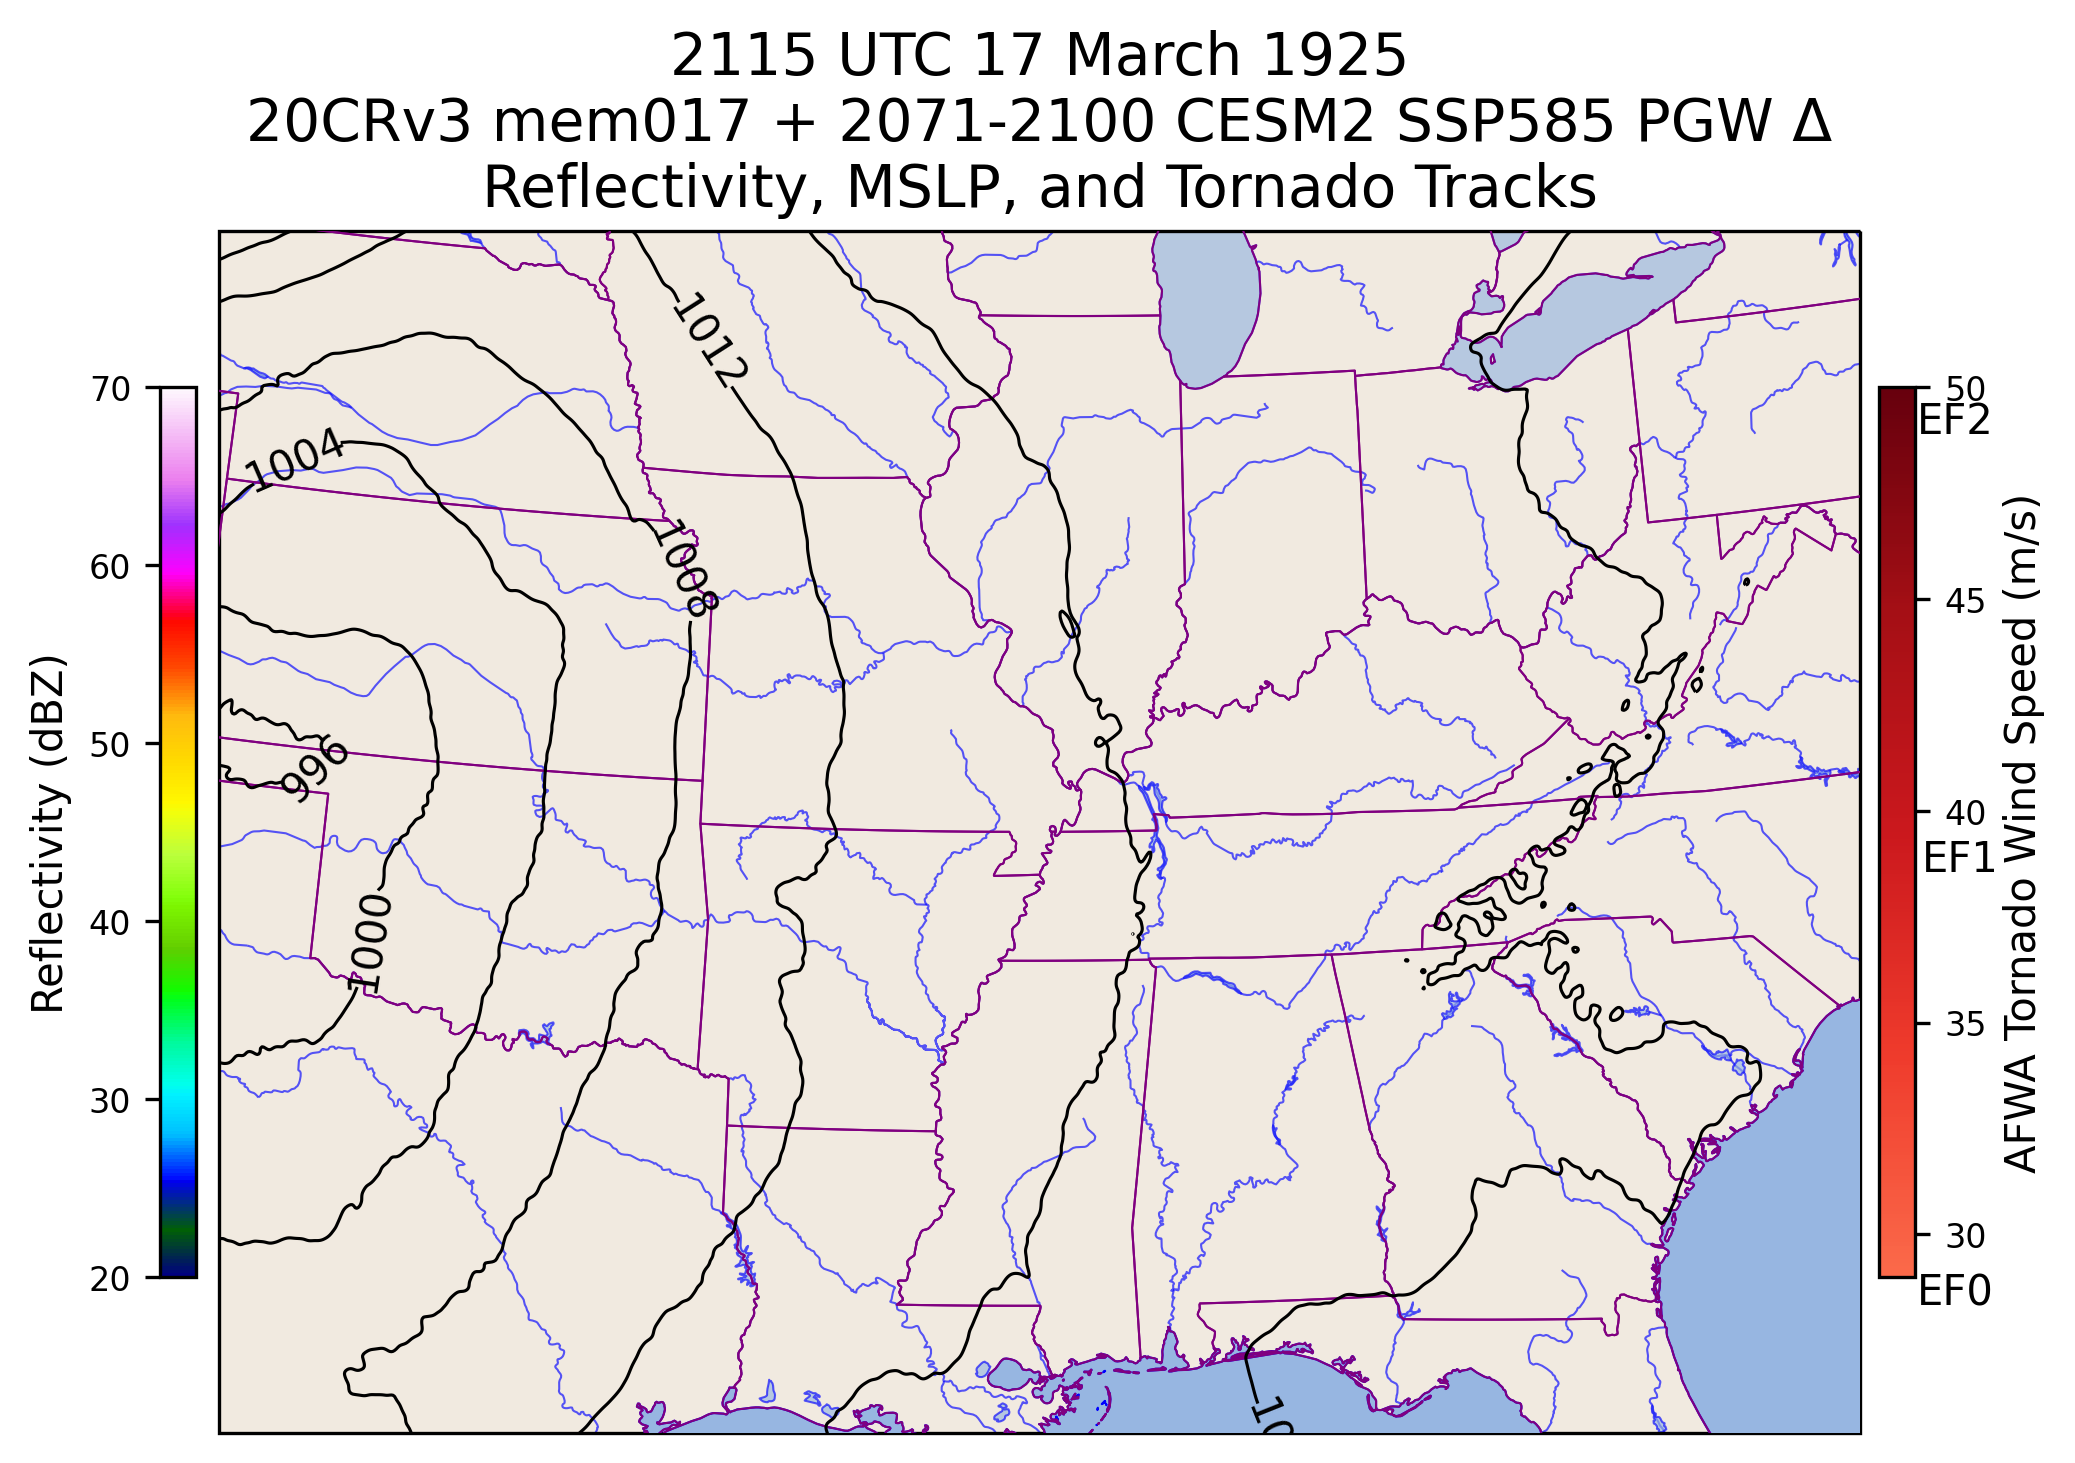 2115 UTC 17 March 1925
20CRv3 mem017 + 2071-2100 CESM2 SSP585 PGW Δ
Reflectivity, MSLP, and Tornado Tracks
Reflectivity (dBZ)
70
60
50
40
30
20
1012
1004
1008
996
1000
10
50
EF2
45
40
EF1
35
30
EF0
AFWA Tornado Wind Speed (m/s)